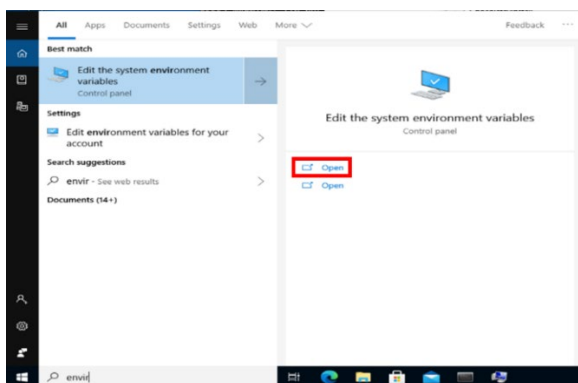 All Apps Documents Settings Web More Feedback ...
Best match
Edit the system environment
variables
Control panel
Settings
Edit environment variables for your
account
Search suggestions
envir - See web results
Documents (14+)
Edit the system environment variables
Control panel
Open
Open
envir